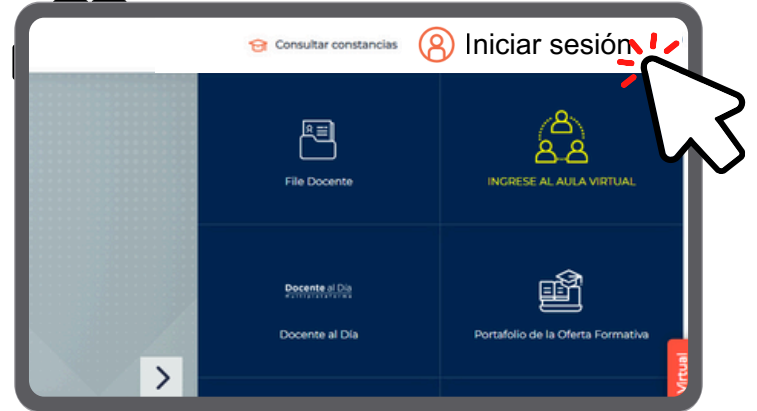 Consultar constancias
Iniciar sesión
File Docente
INGRESE AL AULA VIRTUAL
Docente al Día
multiplataforma
Docente al Día
Portafolio de la Oferta Formativa
Virtual